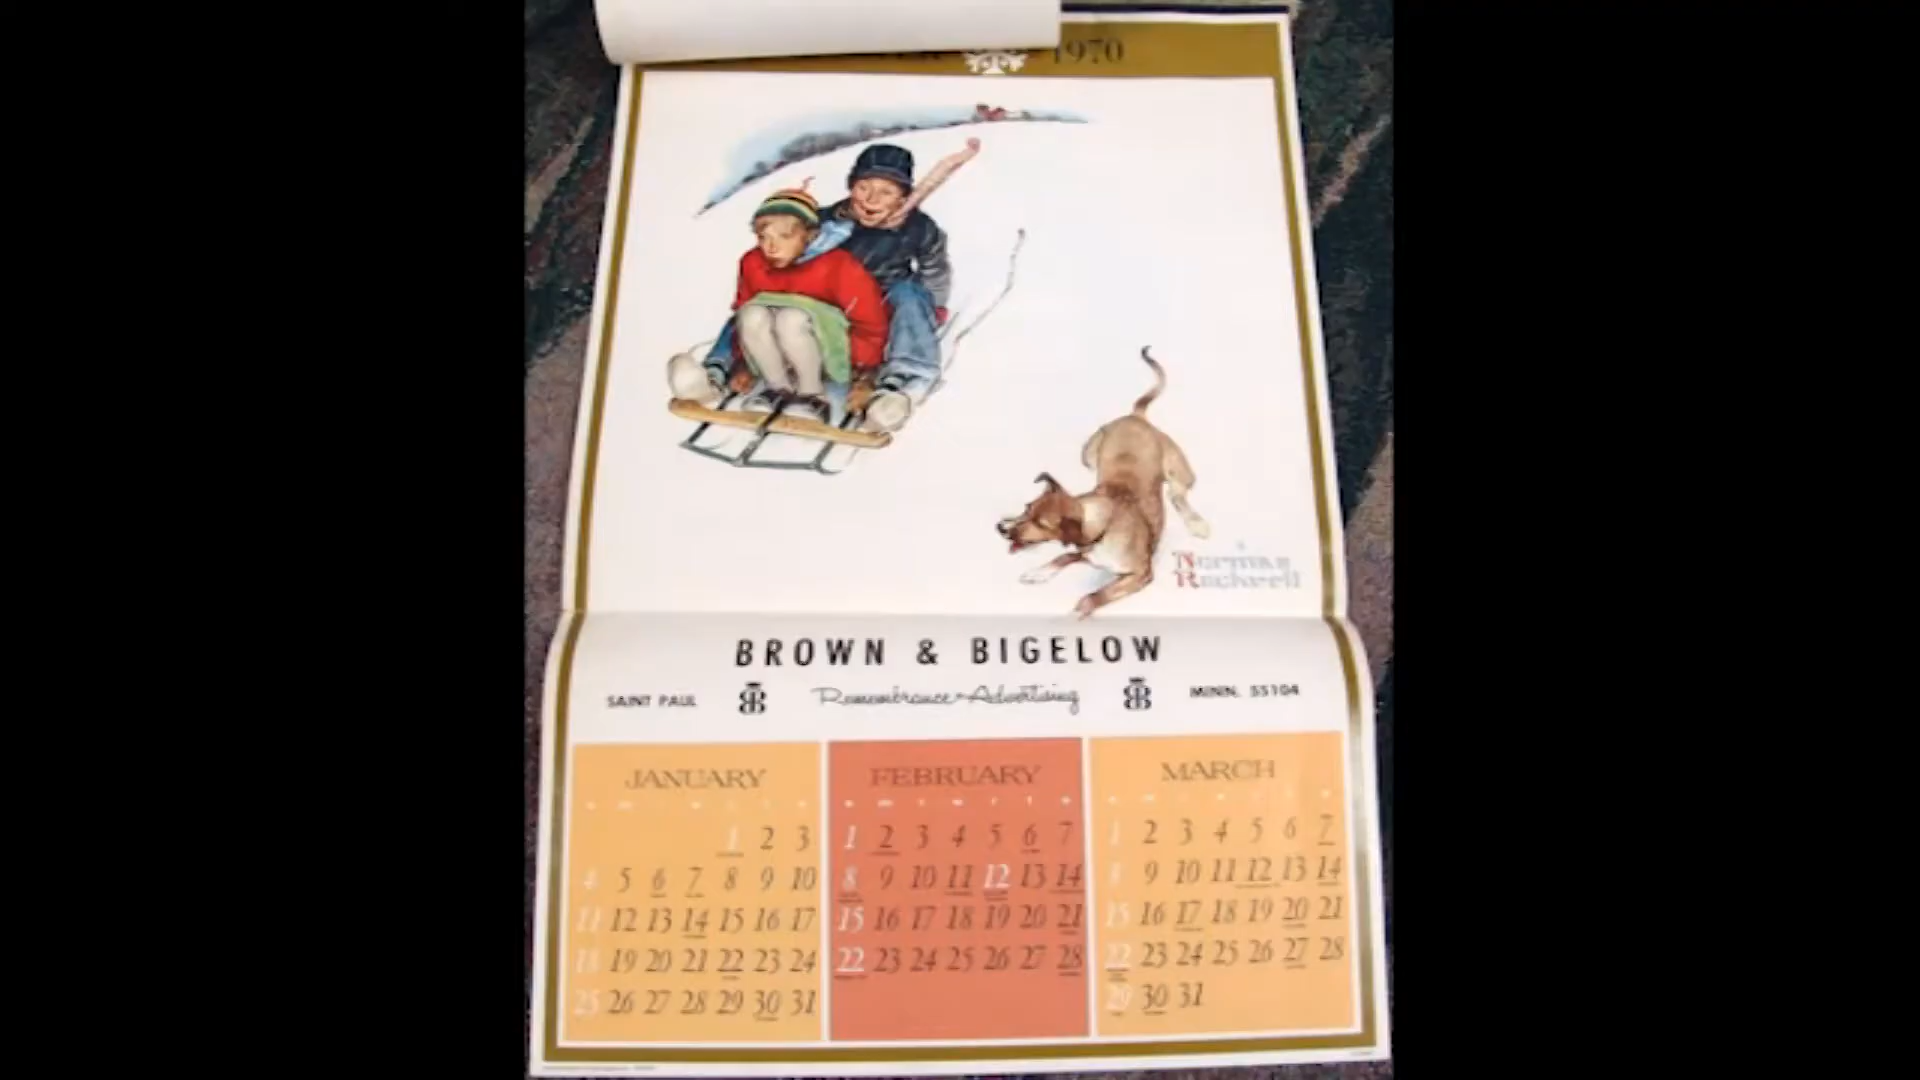 1970
Norman
Rockwell
BROWN & BIGELOW
SAINT PAUL BB Remembrance Advertising BB MINN. 55104
JANUARY FEBRUARY MARCH
1 2 3
4 5 6 7 8 9 10
11 12 13 14 15 16 17
18 19 20 21 22 23 24
25 26 27 28 29 30 31
1 2 3 4 5 6 7
8 9 10 11 12 13 14
15 16 17 18 19 20 21
22 23 24 25 26 27 28
1 2 3 4 5 6 7
8 9 10 11 12 13 14
15 16 17 18 19 20 21
22 23 24 25 26 27 28
29 30 31